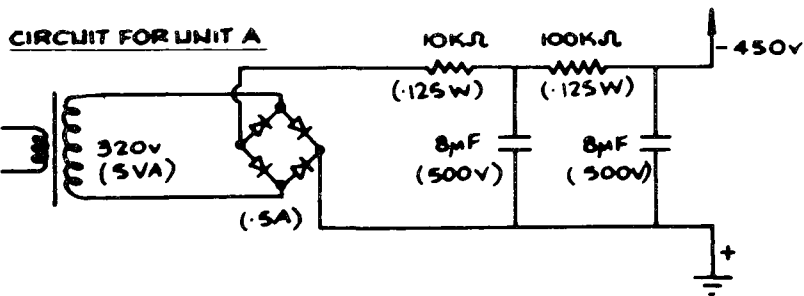 CIRCUIT FOR UNIT A
10KΩ 100KΩ
-450v
(·125W) (·125W)
320v
(5VA)
8µF 8µF
(500V) (500V)
(·5A)
+